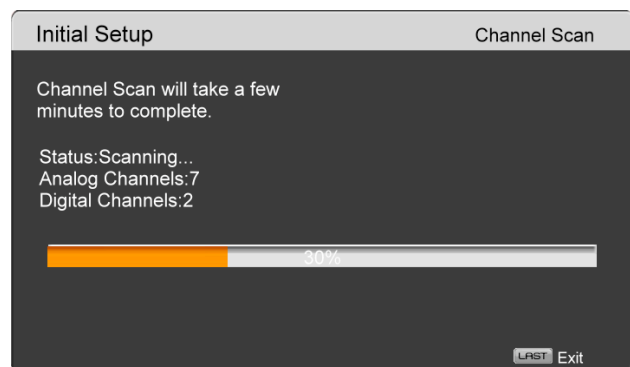 Initial Setup
Channel Scan
Channel Scan will take a few
minutes to complete.
Status:Scanning...
Analog Channels:7
Digital Channels:2
30%
LAST Exit